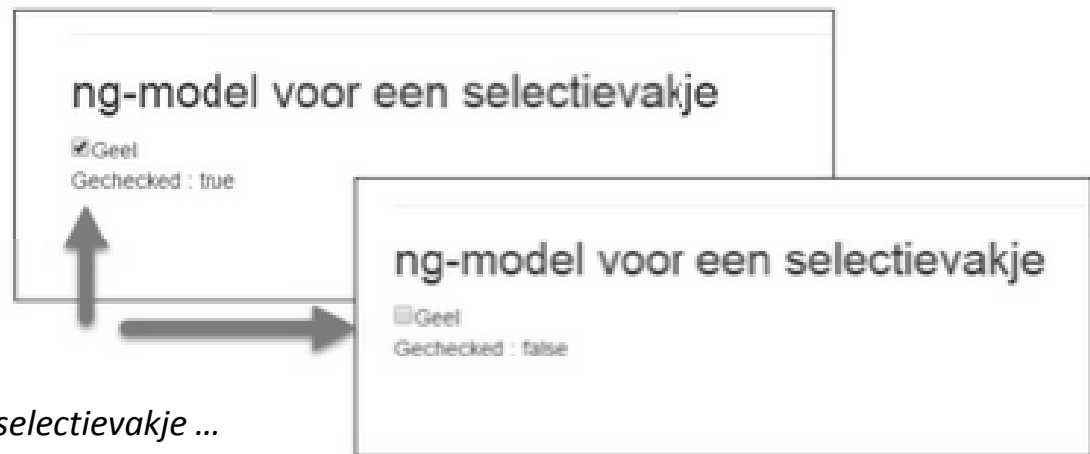 ng-model voor een selectievakje
Geel
Gechecked : true
ng-model voor een selectievakje
Geel
Gechecked : false
selectievakje ...